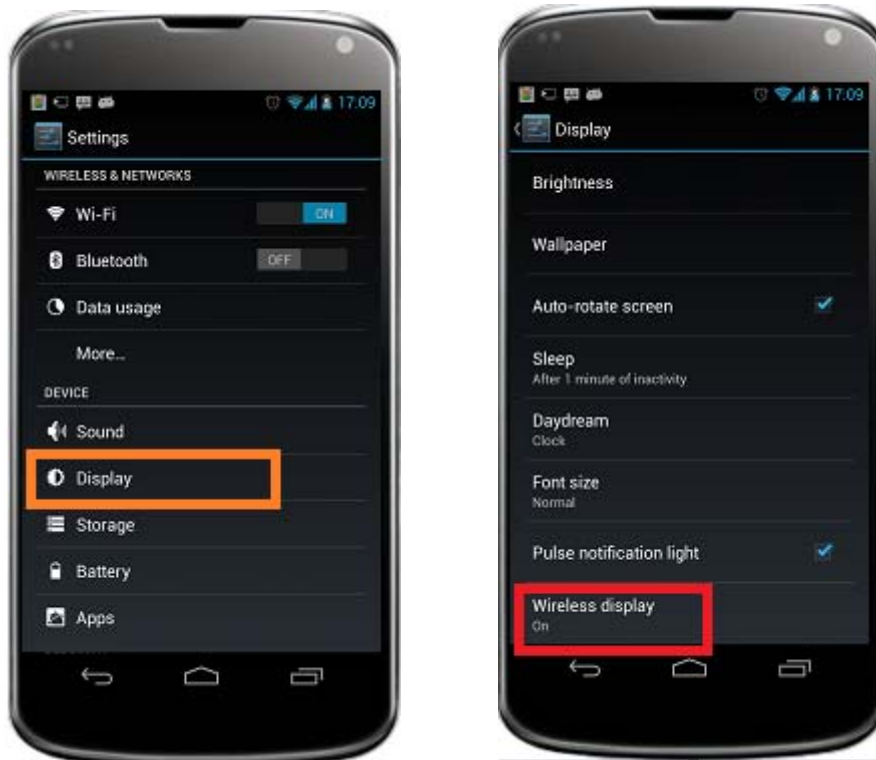 17.09
Settings
WIRELESS & NETWORKS
Wi-Fi ON
Bluetooth OFF
Data usage
More...
DEVICE
Sound
Display
Storage
Battery
Apps
17.09
Display
Brightness
Wallpaper
Auto-rotate screen
Sleep
After 1 minute of inactivity
Daydream
Clock
Font size
Normal
Pulse notification light
Wireless display
On